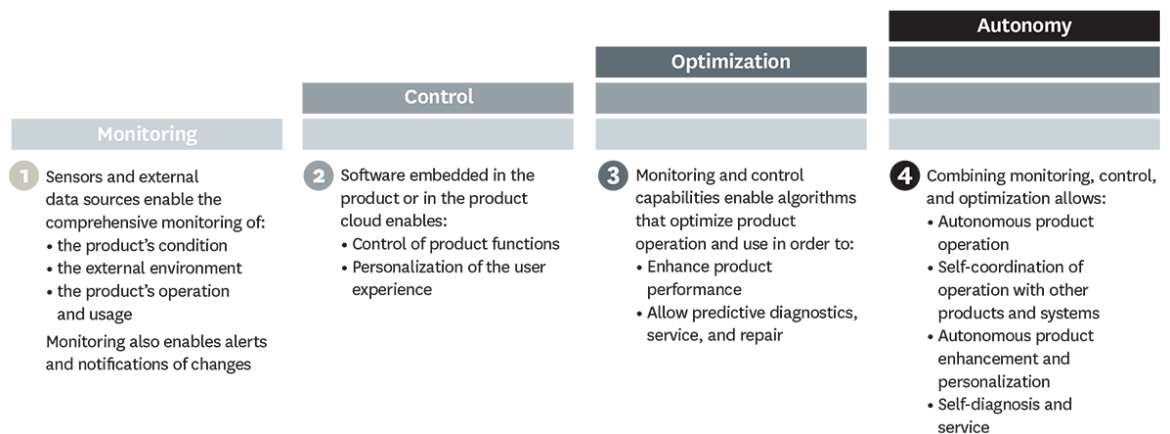 Monitoring
1
Sensors and external
data sources enable the
comprehensive monitoring of:
• the product’s condition
• the external environment
• the product’s operation
and usage
Monitoring also enables alerts
and notifications of changes
Control
2
Software embedded in the
product or in the product
cloud enables:
• Control of product functions
• Personalization of the user
experience
Optimization
3
Monitoring and control
capabilities enable algorithms
that optimize product
operation and use in order to:
• Enhance product
performance
• Allow predictive diagnostics,
service, and repair
Autonomy
4
Combining monitoring, control,
and optimization allows:
• Autonomous product
operation
• Self-coordination of
operation with other
products and systems
• Autonomous product
enhancement and
personalization
• Self-diagnosis and
service